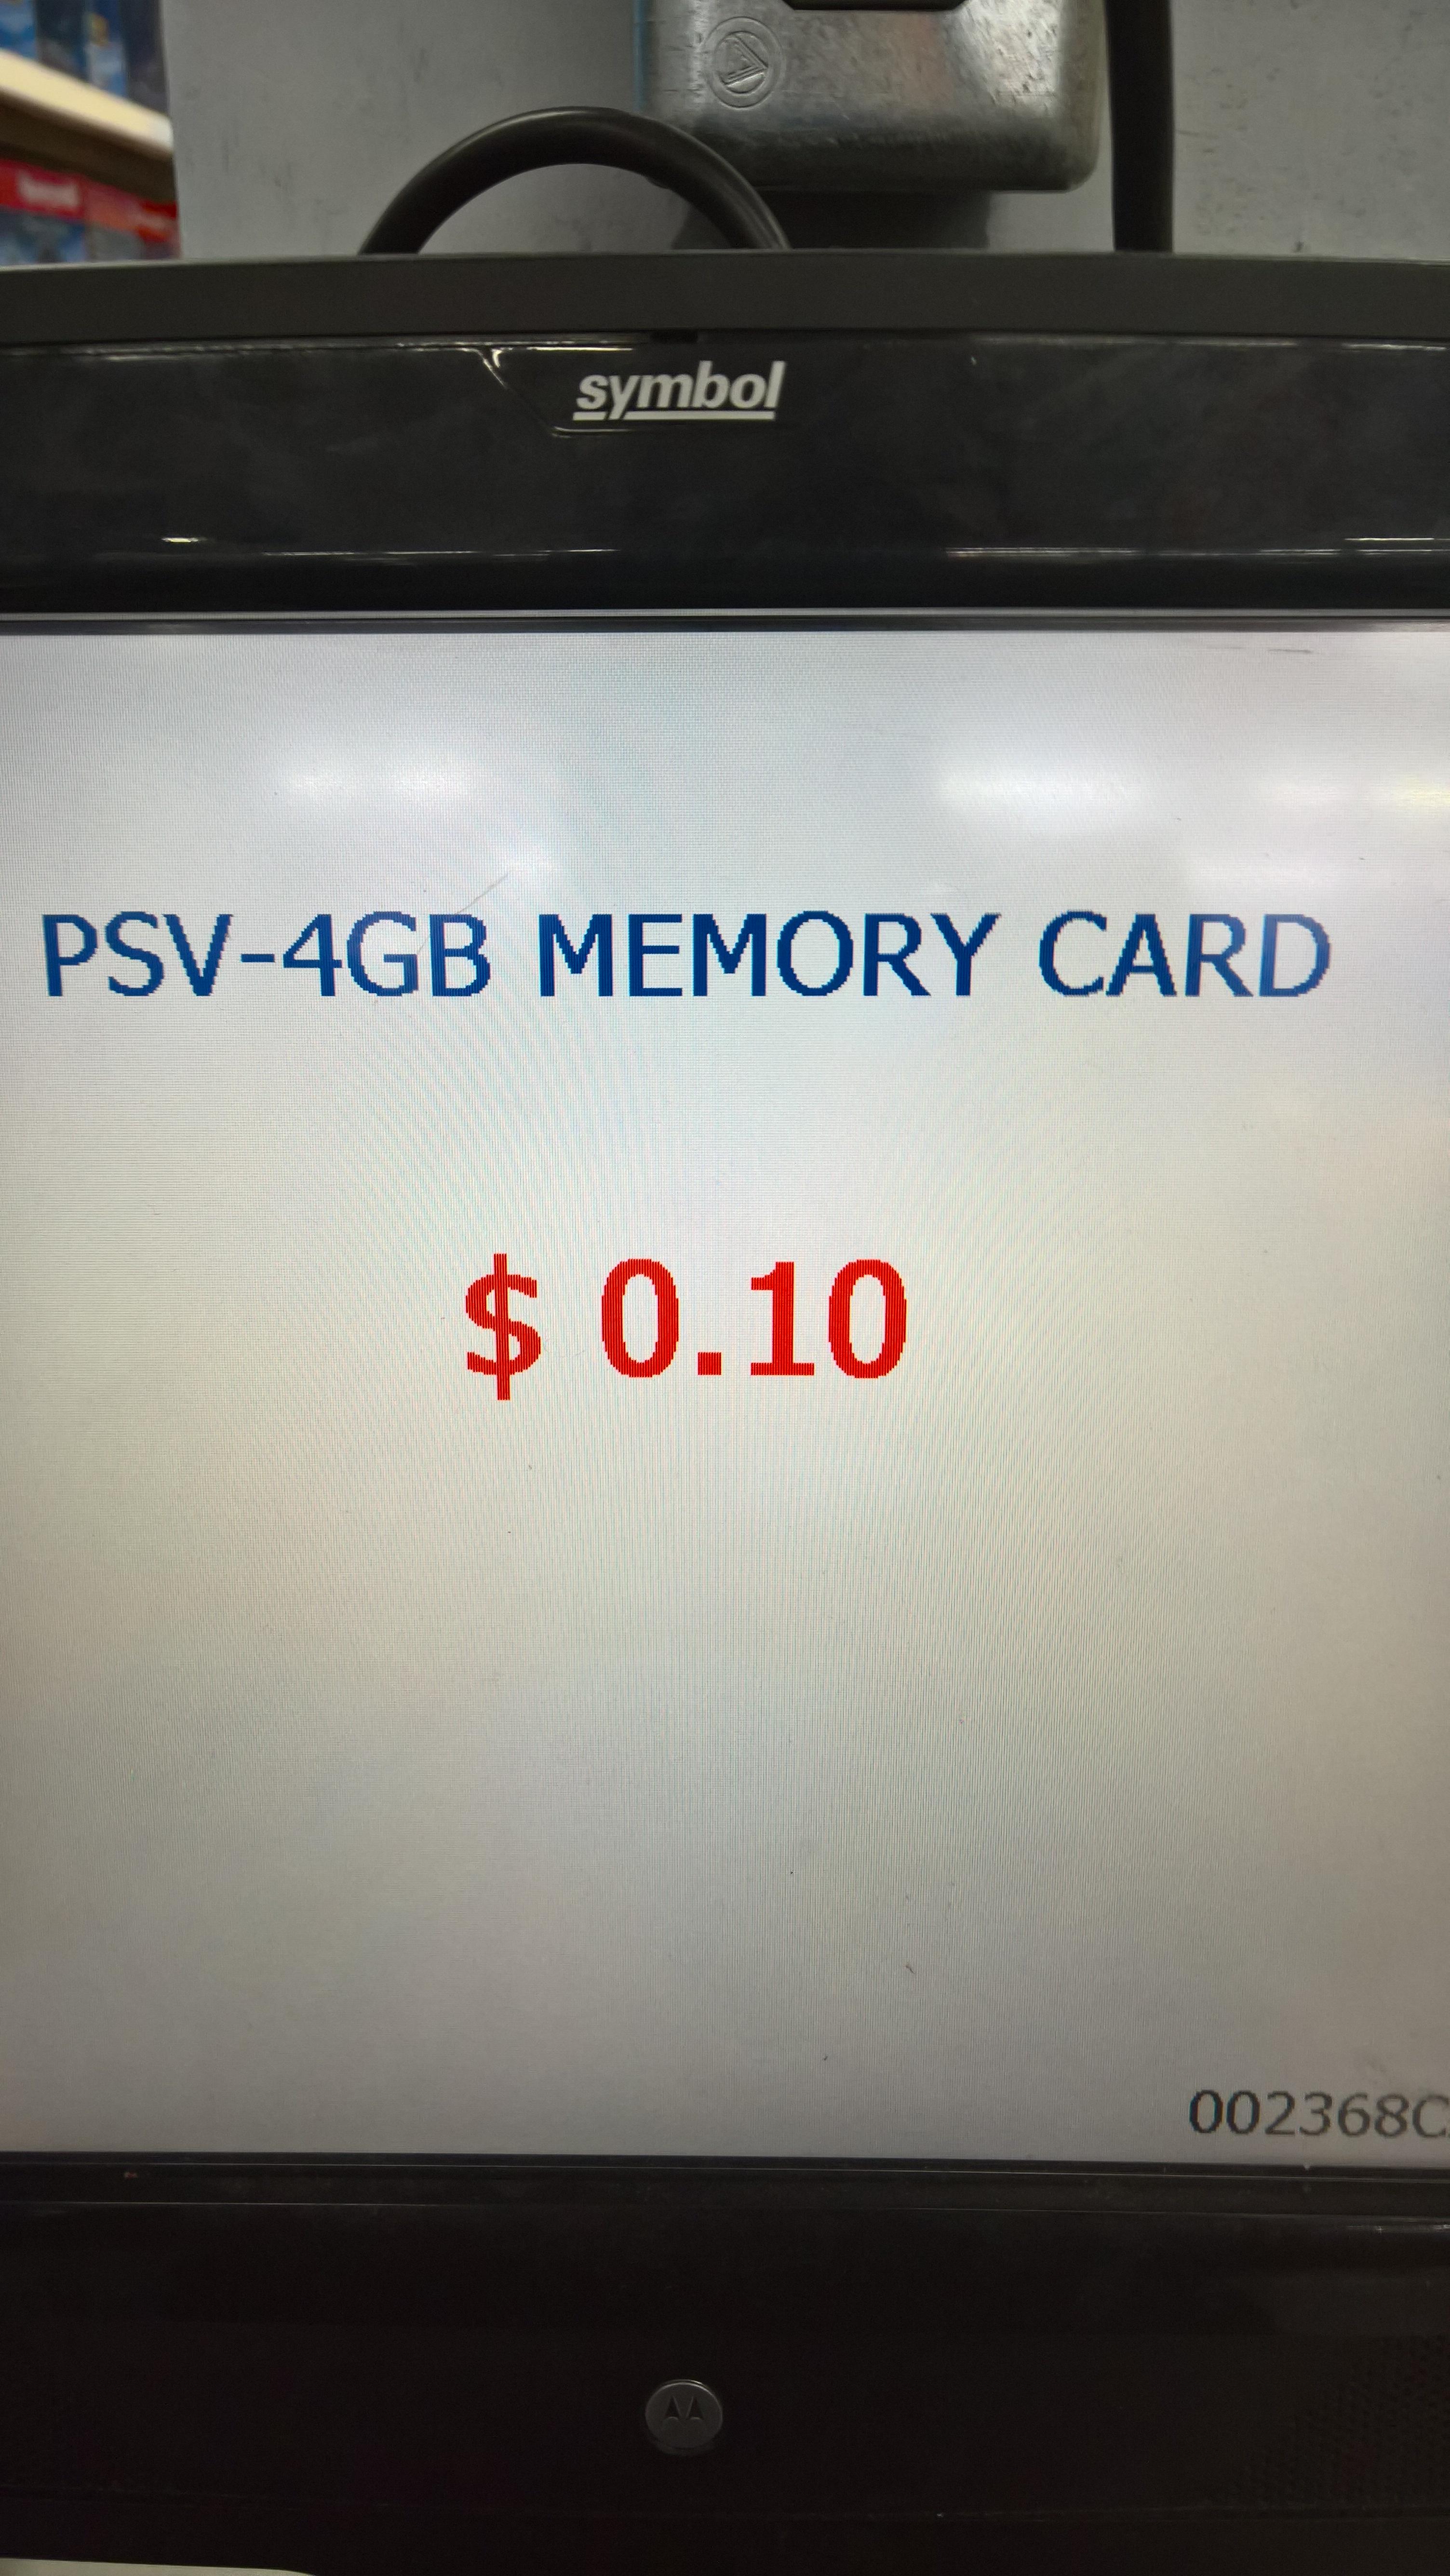 symbol
PSV-4GB MEMORY CARD
$ 0.10
002368C